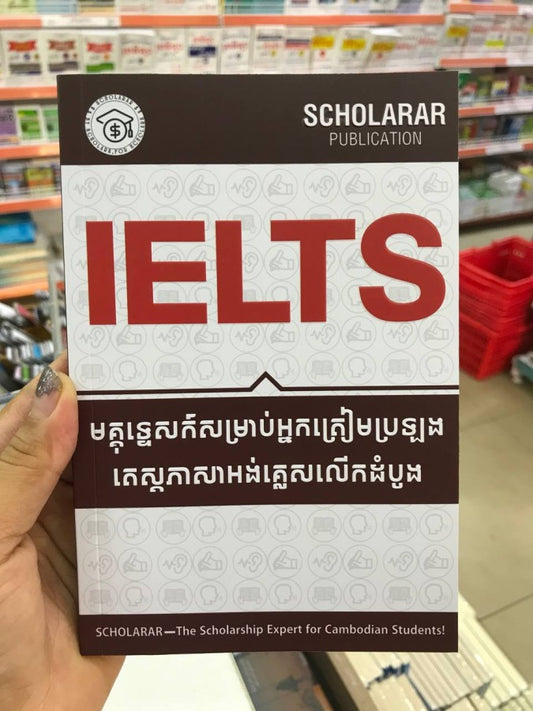 SCHOLARAR
PUBLICATION
IELTS
មគ្គុទ្ទេសក៍សម្រាប់អ្នកត្រៀមប្រឡង
តេស្តភាសាអង់គ្លេសលើកដំបូង
SCHOLARAR—The Scholarship Expert for Cambodian Students!